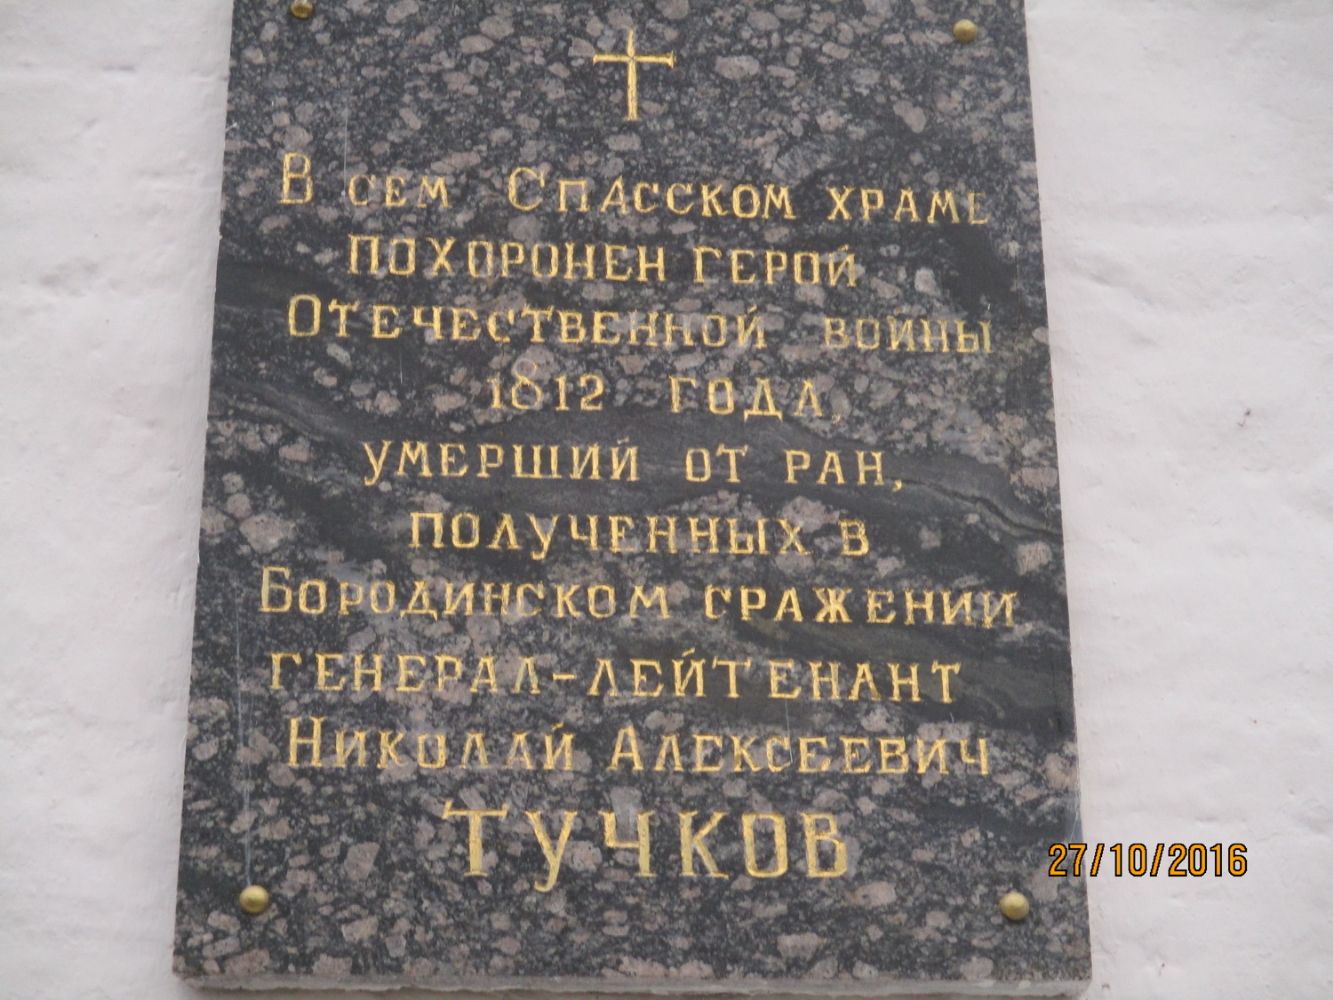 В сем Спасском храме
похоронен герой
Отечественной войны
1812 года,
умерший от ран,
полученных в
Бородинском сражении
генерал-лейтенант
Николай Алексеевич
Тучков
27/10/2016